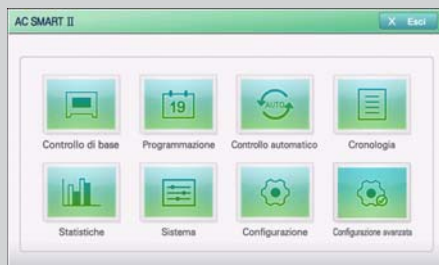 AC SMART II
X Esci
19
AUTO
Controllo di base
Programmazione
Controllo automatico
Cronologia
Statistiche
Sistema
Configurazione
Configurazione avanzata